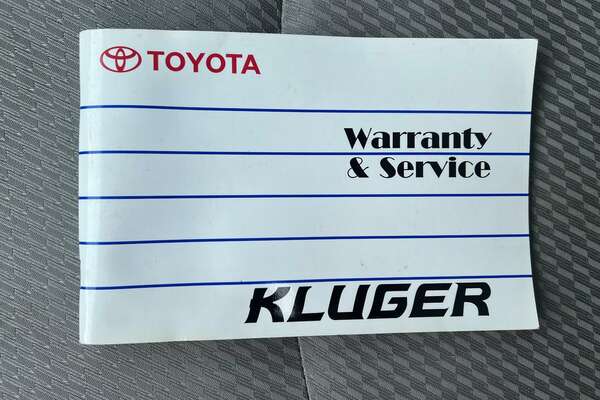 TOYOTA
Warranty
& Service
KLUGER